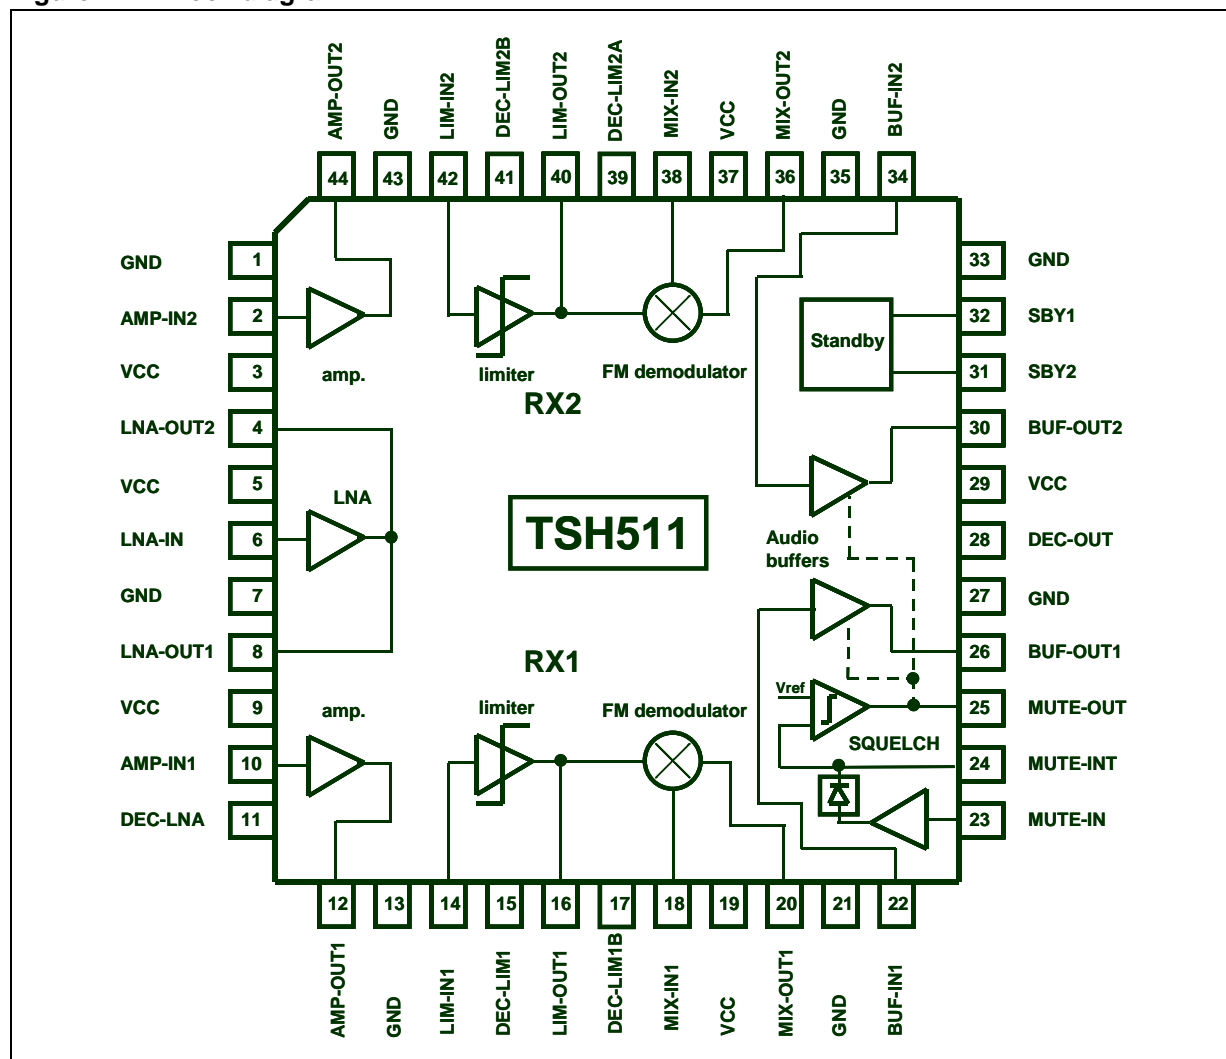 AMP-OUT2
GND
LIM-IN2
DEC-LIM2B
LIM-OUT2
DEC-LIM2A
MIX-IN2
VCC
MIX-OUT2
GND
BUF-IN2
44
43
42
41
40
39
38
37
36
35
34
GND
1
AMP-IN2
2
VCC
3
LNA-OUT2
4
VCC
5
LNA-IN
6
GND
7
LNA-OUT1
8
VCC
9
AMP-IN1
10
DEC-LNA
11
amp.
limiter
FM demodulator
RX2
Standby
LNA
TSH511
Audio
buffers
RX1
amp.
limiter
FM demodulator
Vref
SQUELCH
33
GND
32
SBY1
31
SBY2
30
BUF-OUT2
29
VCC
28
DEC-OUT
27
GND
26
BUF-OUT1
25
MUTE-OUT
24
MUTE-INT
23
MUTE-IN
12
13
14
15
16
17
18
19
20
21
22
AMP-OUT1
GND
LIM-IN1
DEC-LIM1
LIM-OUT1
DEC-LIM1B
MIX-IN1
VCC
MIX-OUT1
GND
BUF-IN1